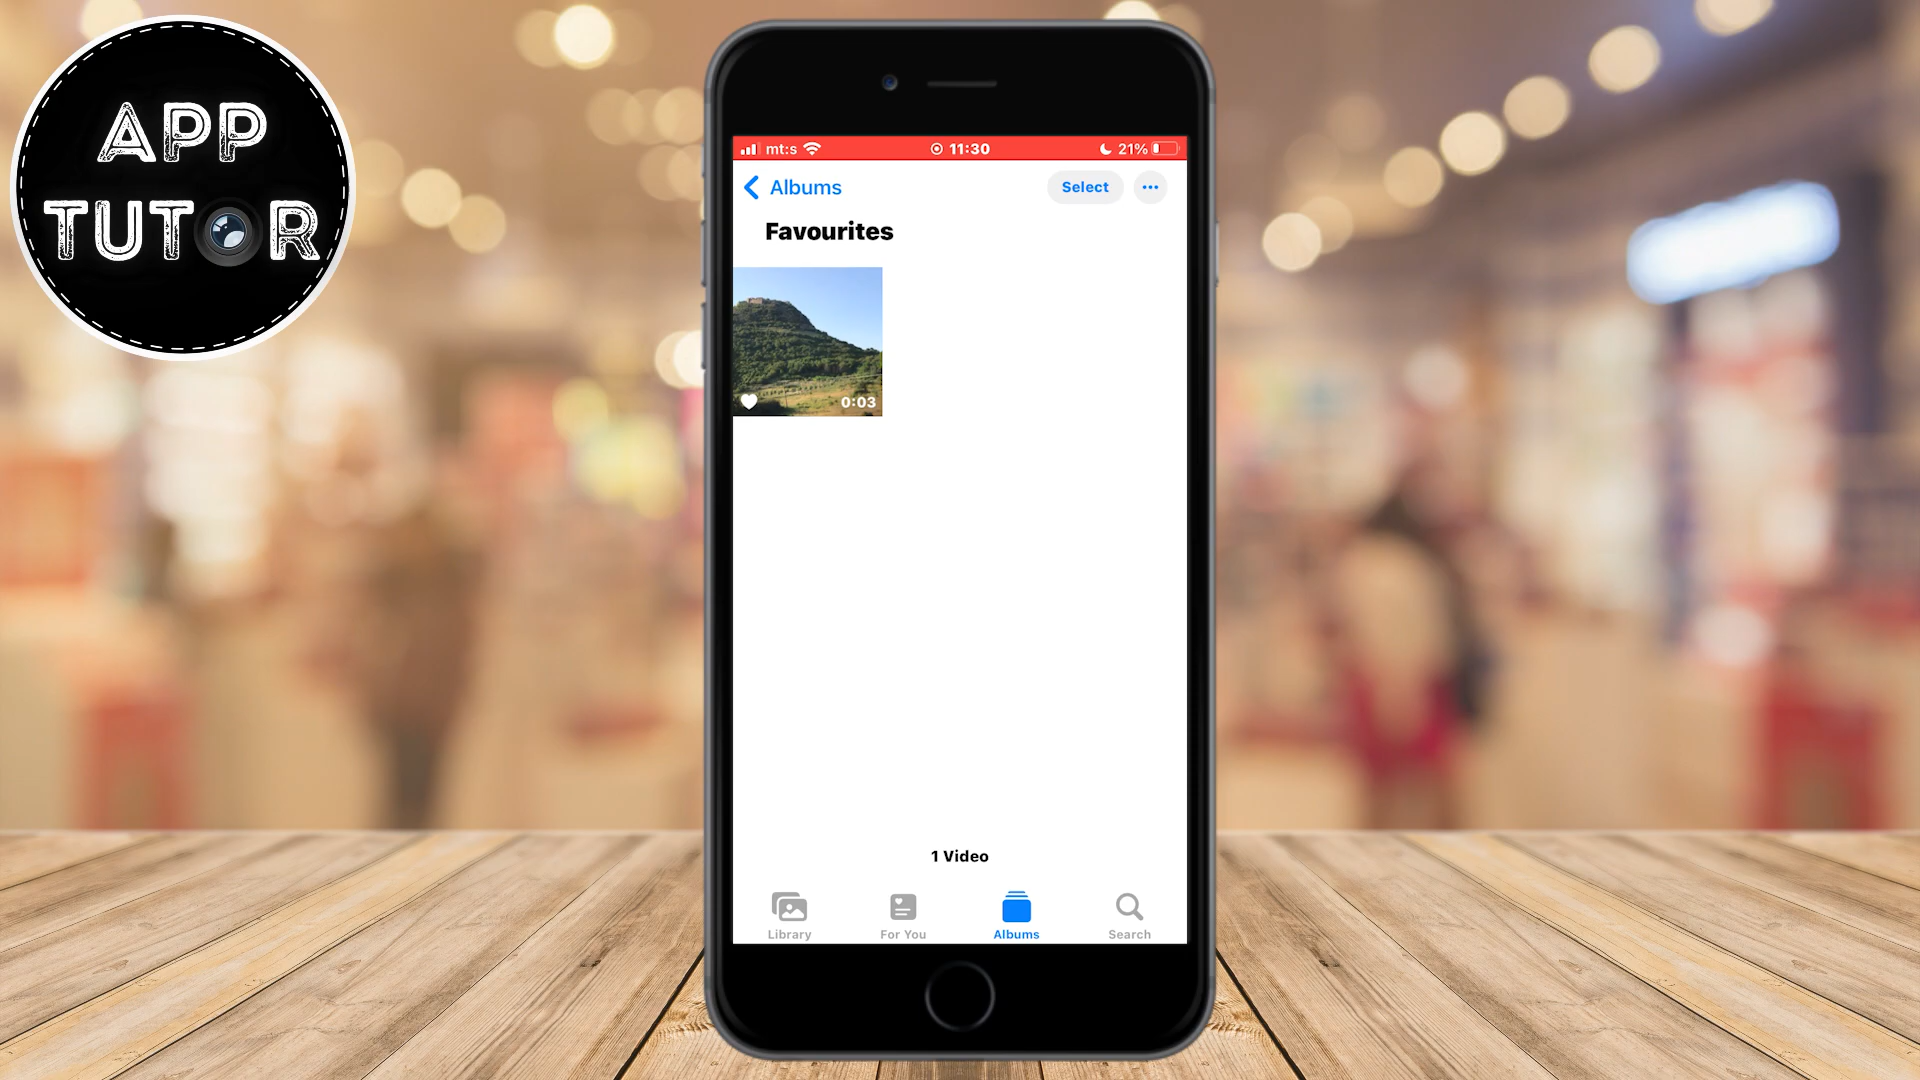 APP
TUTOR
mt:s 11:30 21%
Albums Select
Favourites
0:03
1 Video
Library For You Albums Search